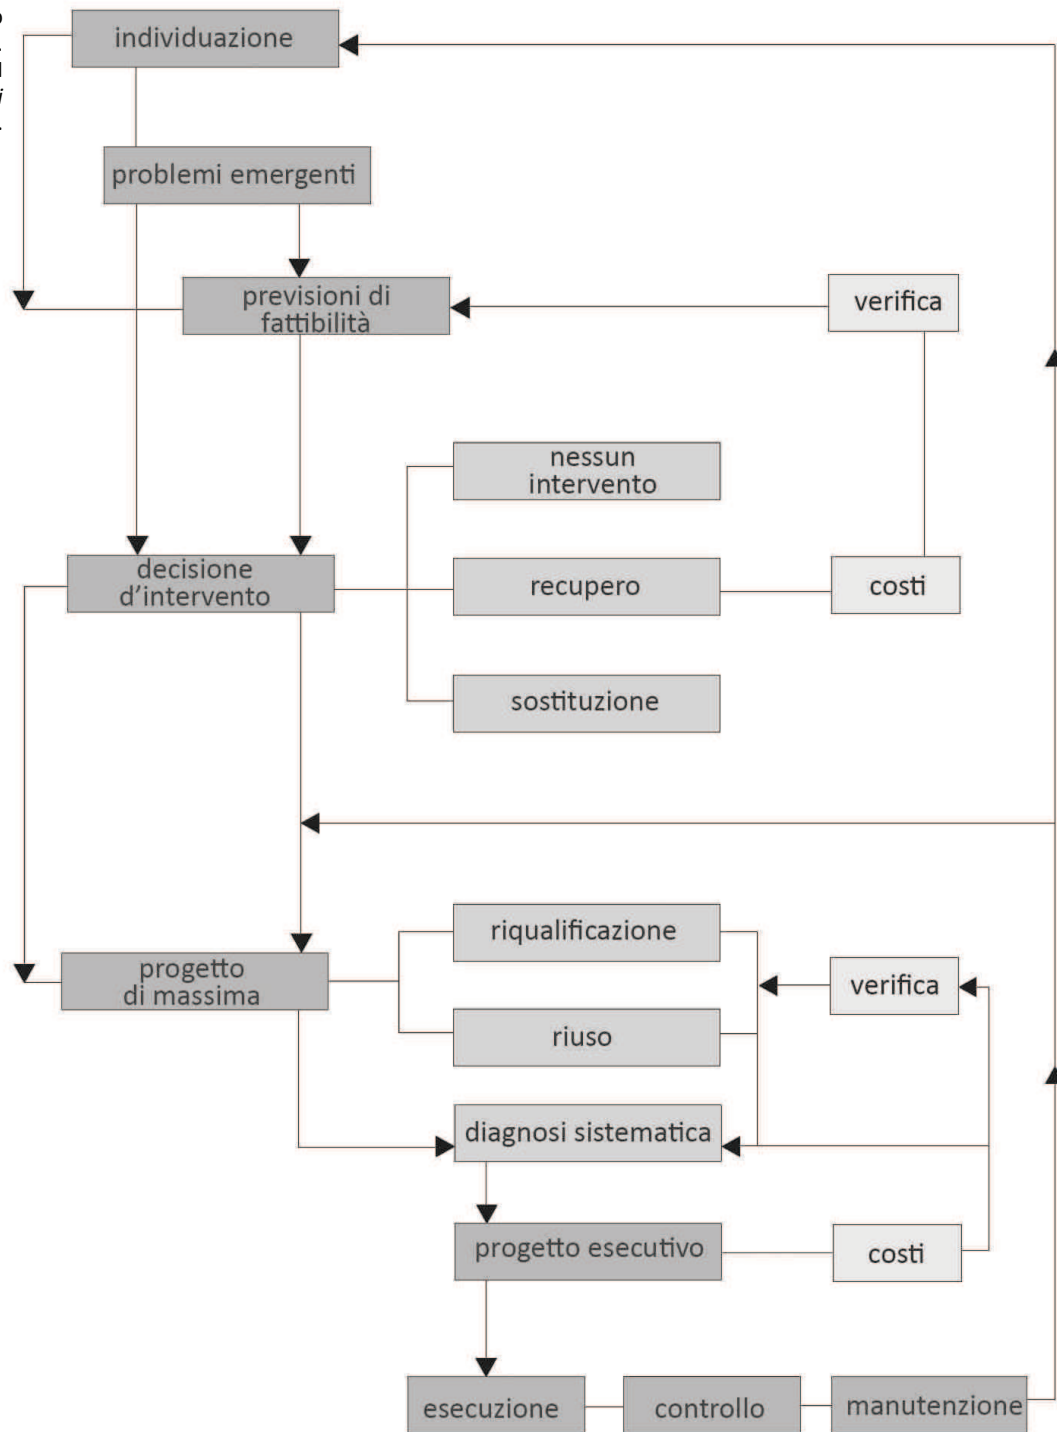 individuazione
problemi emergenti
previsioni di
fattibilità
verifica
nessun
intervento
decisione
d'intervento
recupero
costi
sostituzione
riqualificazione
progetto
di massima
verifica
riuso
diagnosi sistematica
progetto esecutivo
costi
esecuzione
controllo
manutenzione